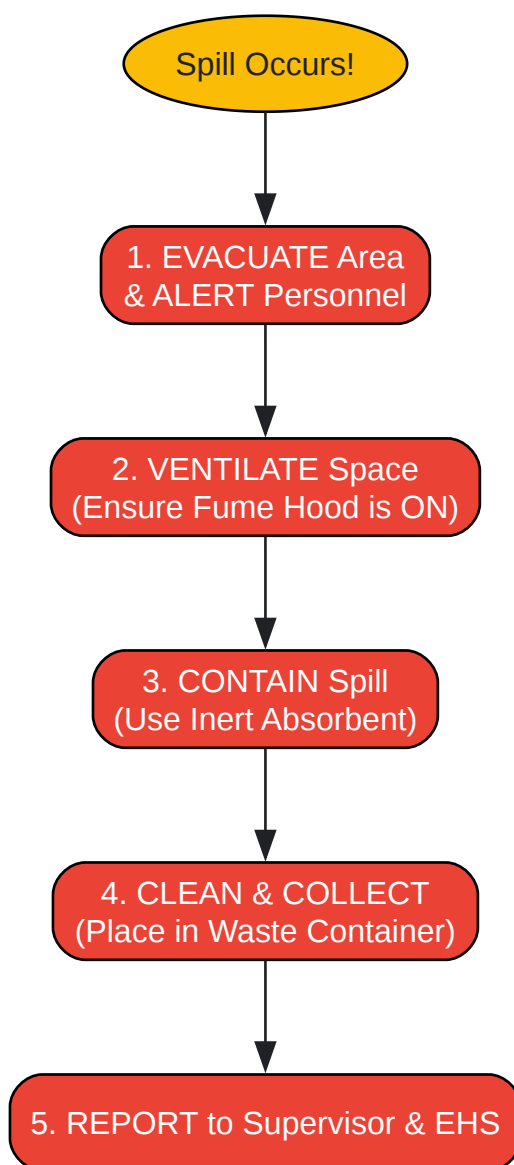 Spill Occurs!
1. EVACUATE Area
& ALERT Personnel
2. VENTILATE Space
(Ensure Fume Hood is ON)
3. CONTAIN Spill
(Use Inert Absorbent)
4. CLEAN & COLLECT
(Place in Waste Container)
5. REPORT to Supervisor & EHS